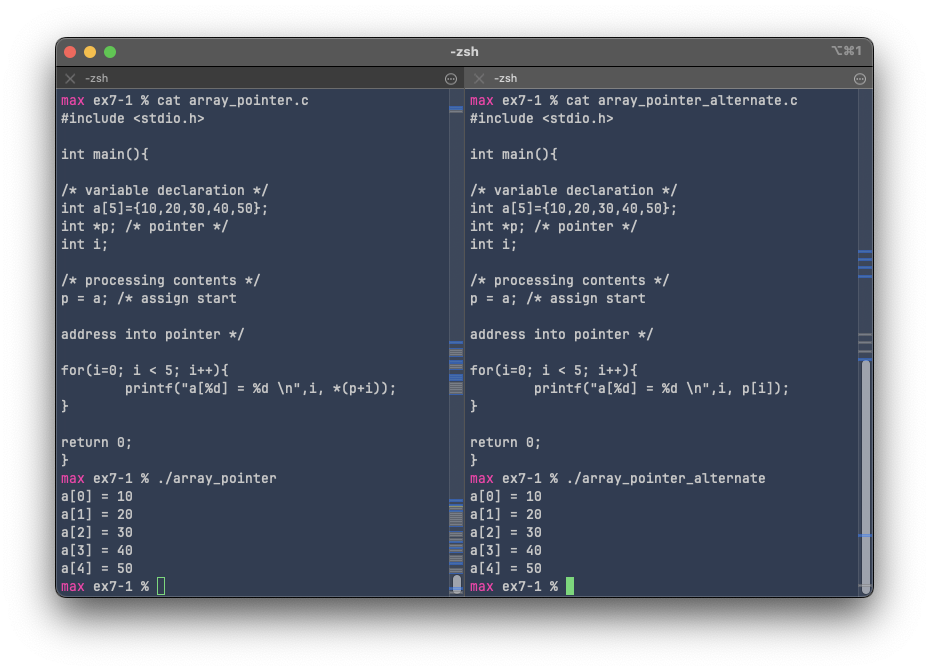 -zsh
⌥⌘1
-zsh
max ex7-1 % cat array_pointer.c
#include <stdio.h>
int main(){
/* variable declaration */
int a[5]={10,20,30,40,50};
int *p; /* pointer */
int i;
/* processing contents */
p = a; /* assign start
address into pointer */
for(i=0; i < 5; i++){
        printf("a[%d] = %d \n",i, *(p+i));
}
return 0;
}
max ex7-1 % ./array_pointer
a[0] = 10
a[1] = 20
a[2] = 30
a[3] = 40
a[4] = 50
max ex7-1 %
-zsh
max ex7-1 % cat array_pointer_alternate.c
#include <stdio.h>
int main(){
/* variable declaration */
int a[5]={10,20,30,40,50};
int *p; /* pointer */
int i;
/* processing contents */
p = a; /* assign start
address into pointer */
for(i=0; i < 5; i++){
        printf("a[%d] = %d \n",i, p[i]);
}
return 0;
}
max ex7-1 % ./array_pointer_alternate
a[0] = 10
a[1] = 20
a[2] = 30
a[3] = 40
a[4] = 50
max ex7-1 %